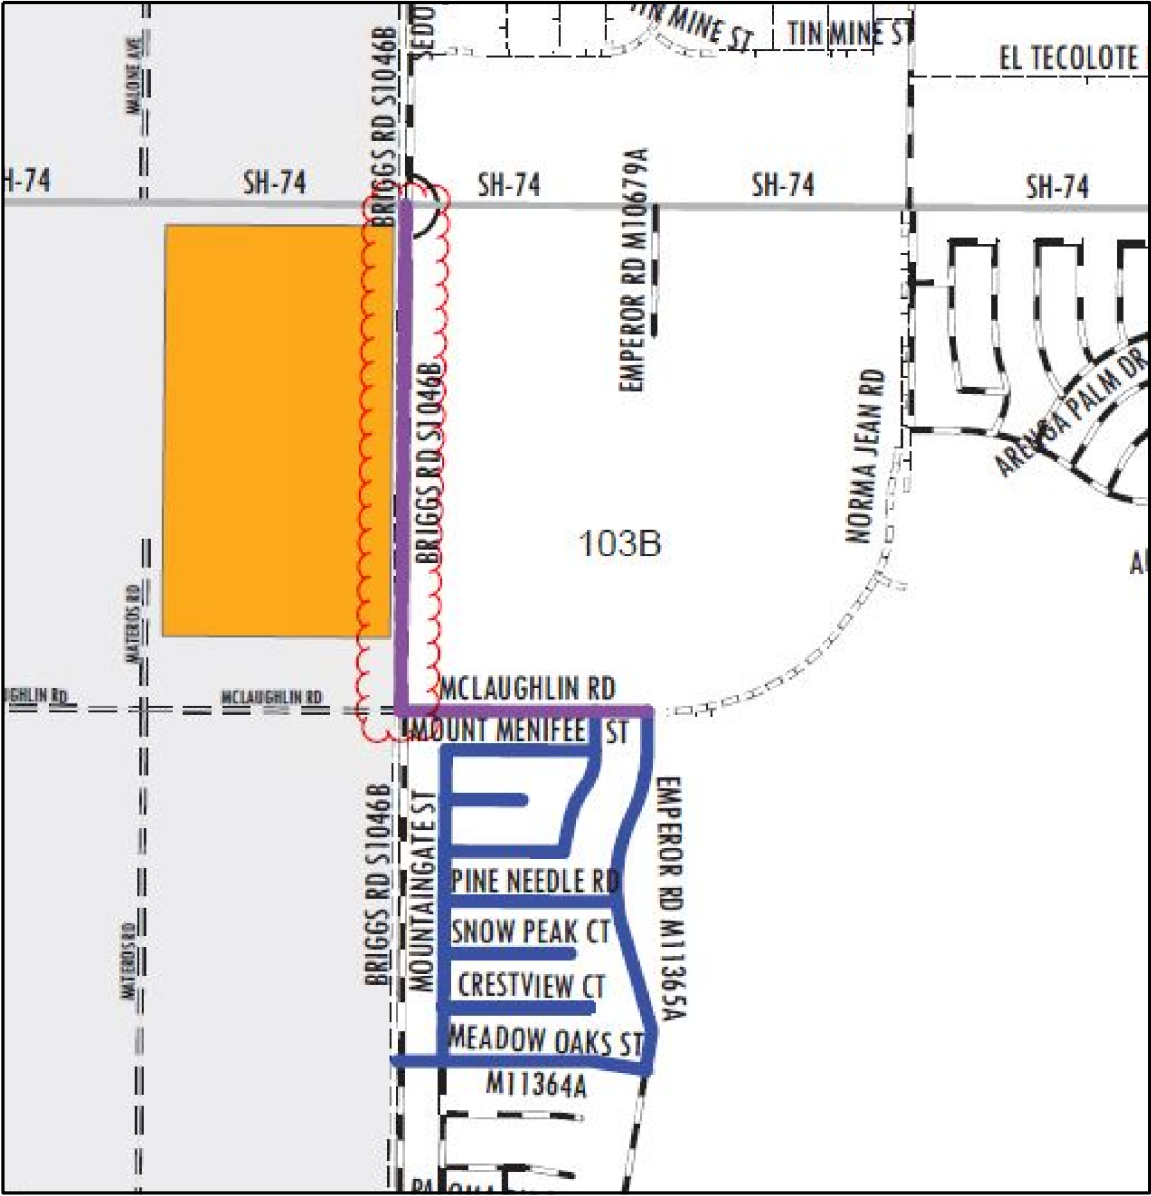 TIN MINE ST
TIN MINE ST
EL TECOLOTE
MALONE AVE
BRIGGS RD S1046B
SEDO
H-74
SH-74
SH-74
SH-74
SH-74
EMPEROR RD M10679A
BRIGGS RD S1046B
NORMA JEAN RD
ARENGA PALM DR
103B
MATEROS RD
IGHLIN RD
MCLAUGHLIN RD
MCLAUGHLIN RD
MOUNT MENIFEE ST
BRIGGS RD S1046B
MOUNTAINGATE ST
EMPEROR RD M11365A
PINE NEEDLE RD
SNOW PEAK CT
MATEROS RD
CRESTVIEW CT
MEADOW OAKS ST
M11364A